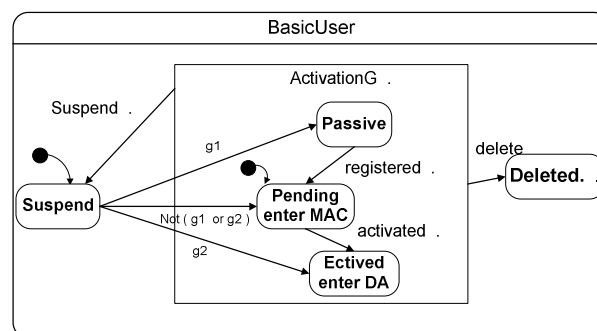 BasicUser
ActivationG .
Suspend .
Passive
g1
delete
registered .
Deleted. .
Suspend
Pending
enter MAC
Not ( g1 or g2 )
activated .
g2
Ectived
enter DA